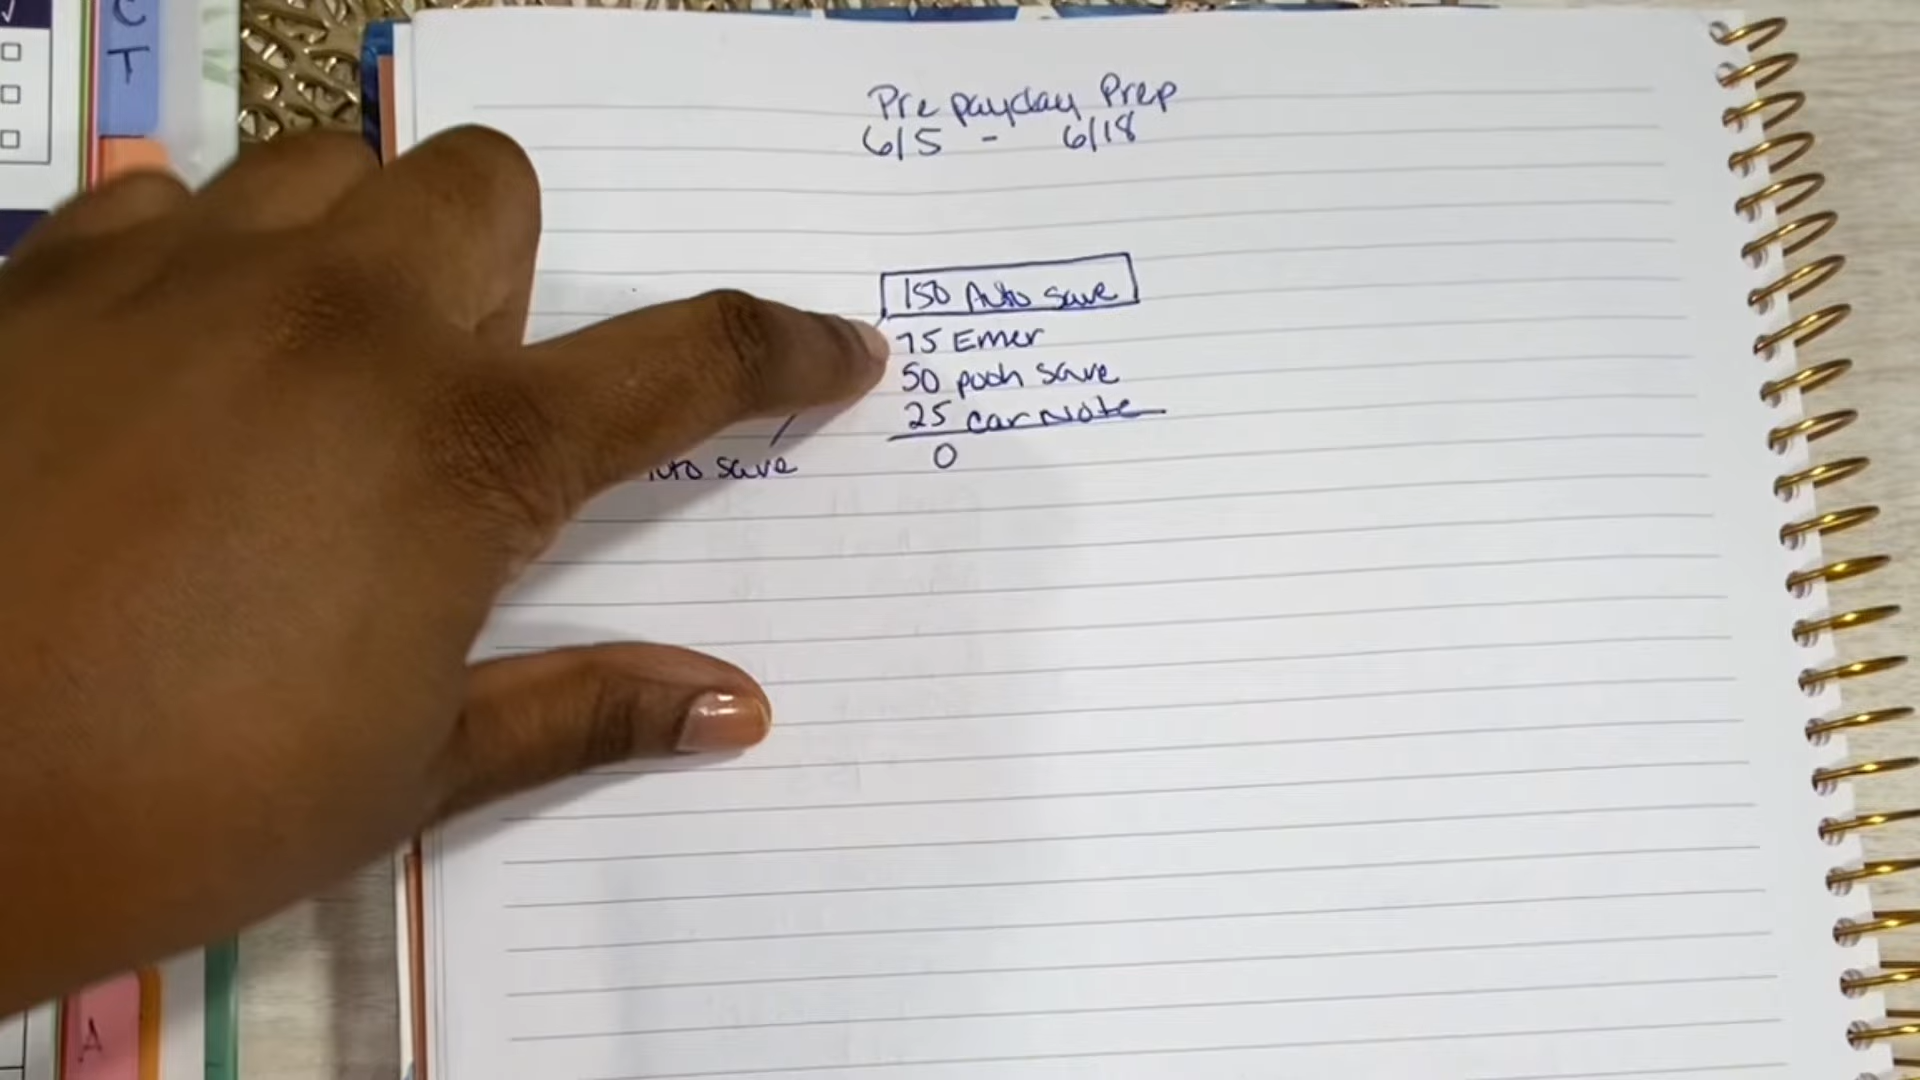 C
T
Pre payday Prep
6/5 - 6/18
150 Auto save
75 Emer
50 pooh save
25 car note
0
save
A